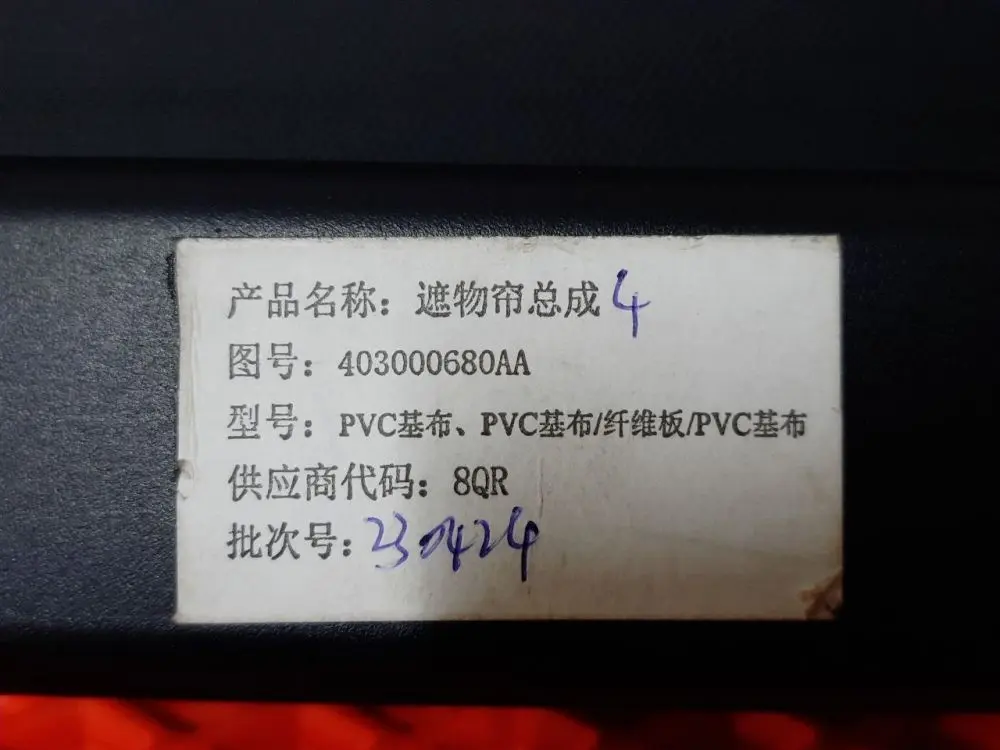 产品名称：遮物帘总成4
图号：403000680AA
型号：PVC基布、PVC基布/纤维板/PVC基布
供应商代码：8QR
批次号：230424